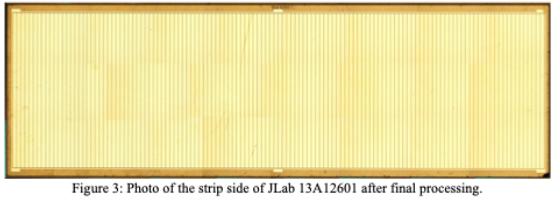 Figure 3: Photo of the strip side of JLab 13A12601 after final processing.